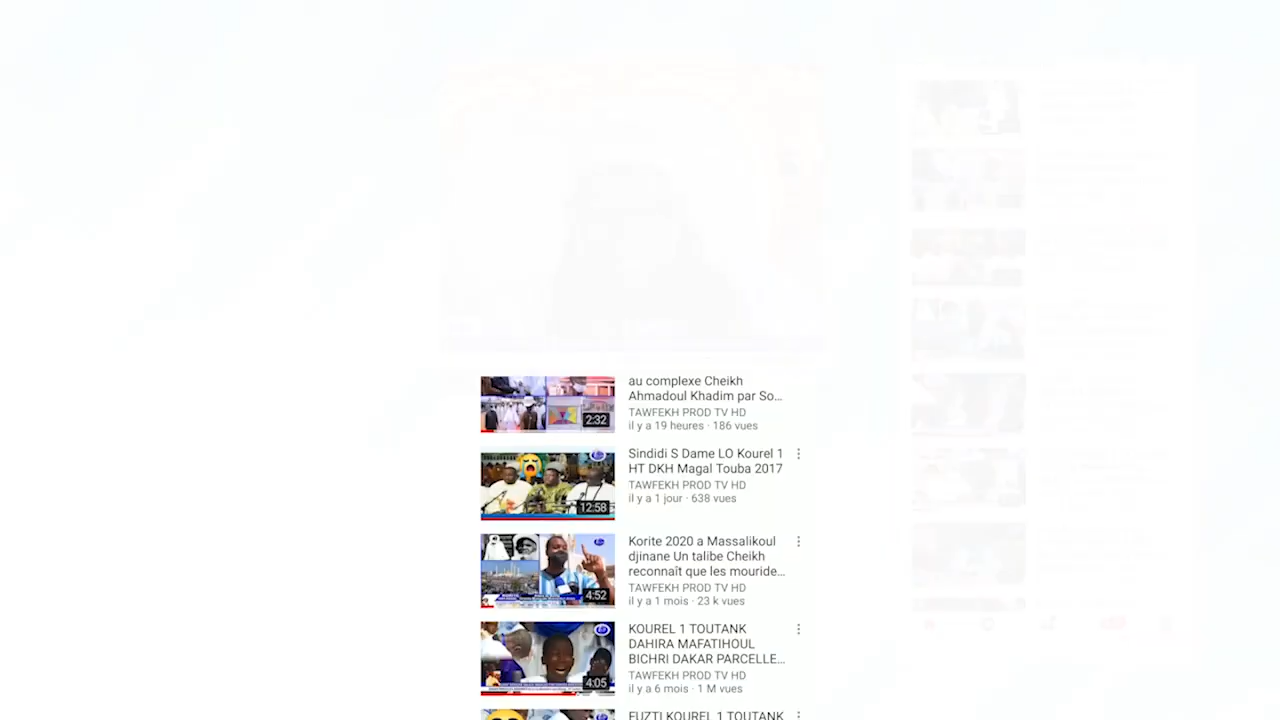 au complexe Cheikh
Ahmadoul Khadim par So...
TAWFEKH PROD TV HD
il y a 19 heures · 186 vues
2:32
Sindidi S Dame LO Kourel 1
HT DKH Magal Touba 2017
TAWFEKH PROD TV HD
il y a 1 jour · 638 vues
12:58
Korite 2020 a Massalikoul
djinane Un talibe Cheikh
reconnaît que les mouride...
TAWFEKH PROD TV HD
il y a 1 mois · 23 k vues
4:52
KOUREL 1 TOUTANK
DAHIRA MAFATIHOUL
BICHRI DAKAR PARCELLE...
TAWFEKH PROD TV HD
il y a 6 mois · 1 M vues
4:05
FUZTI KOUREL 1 TOUTANK